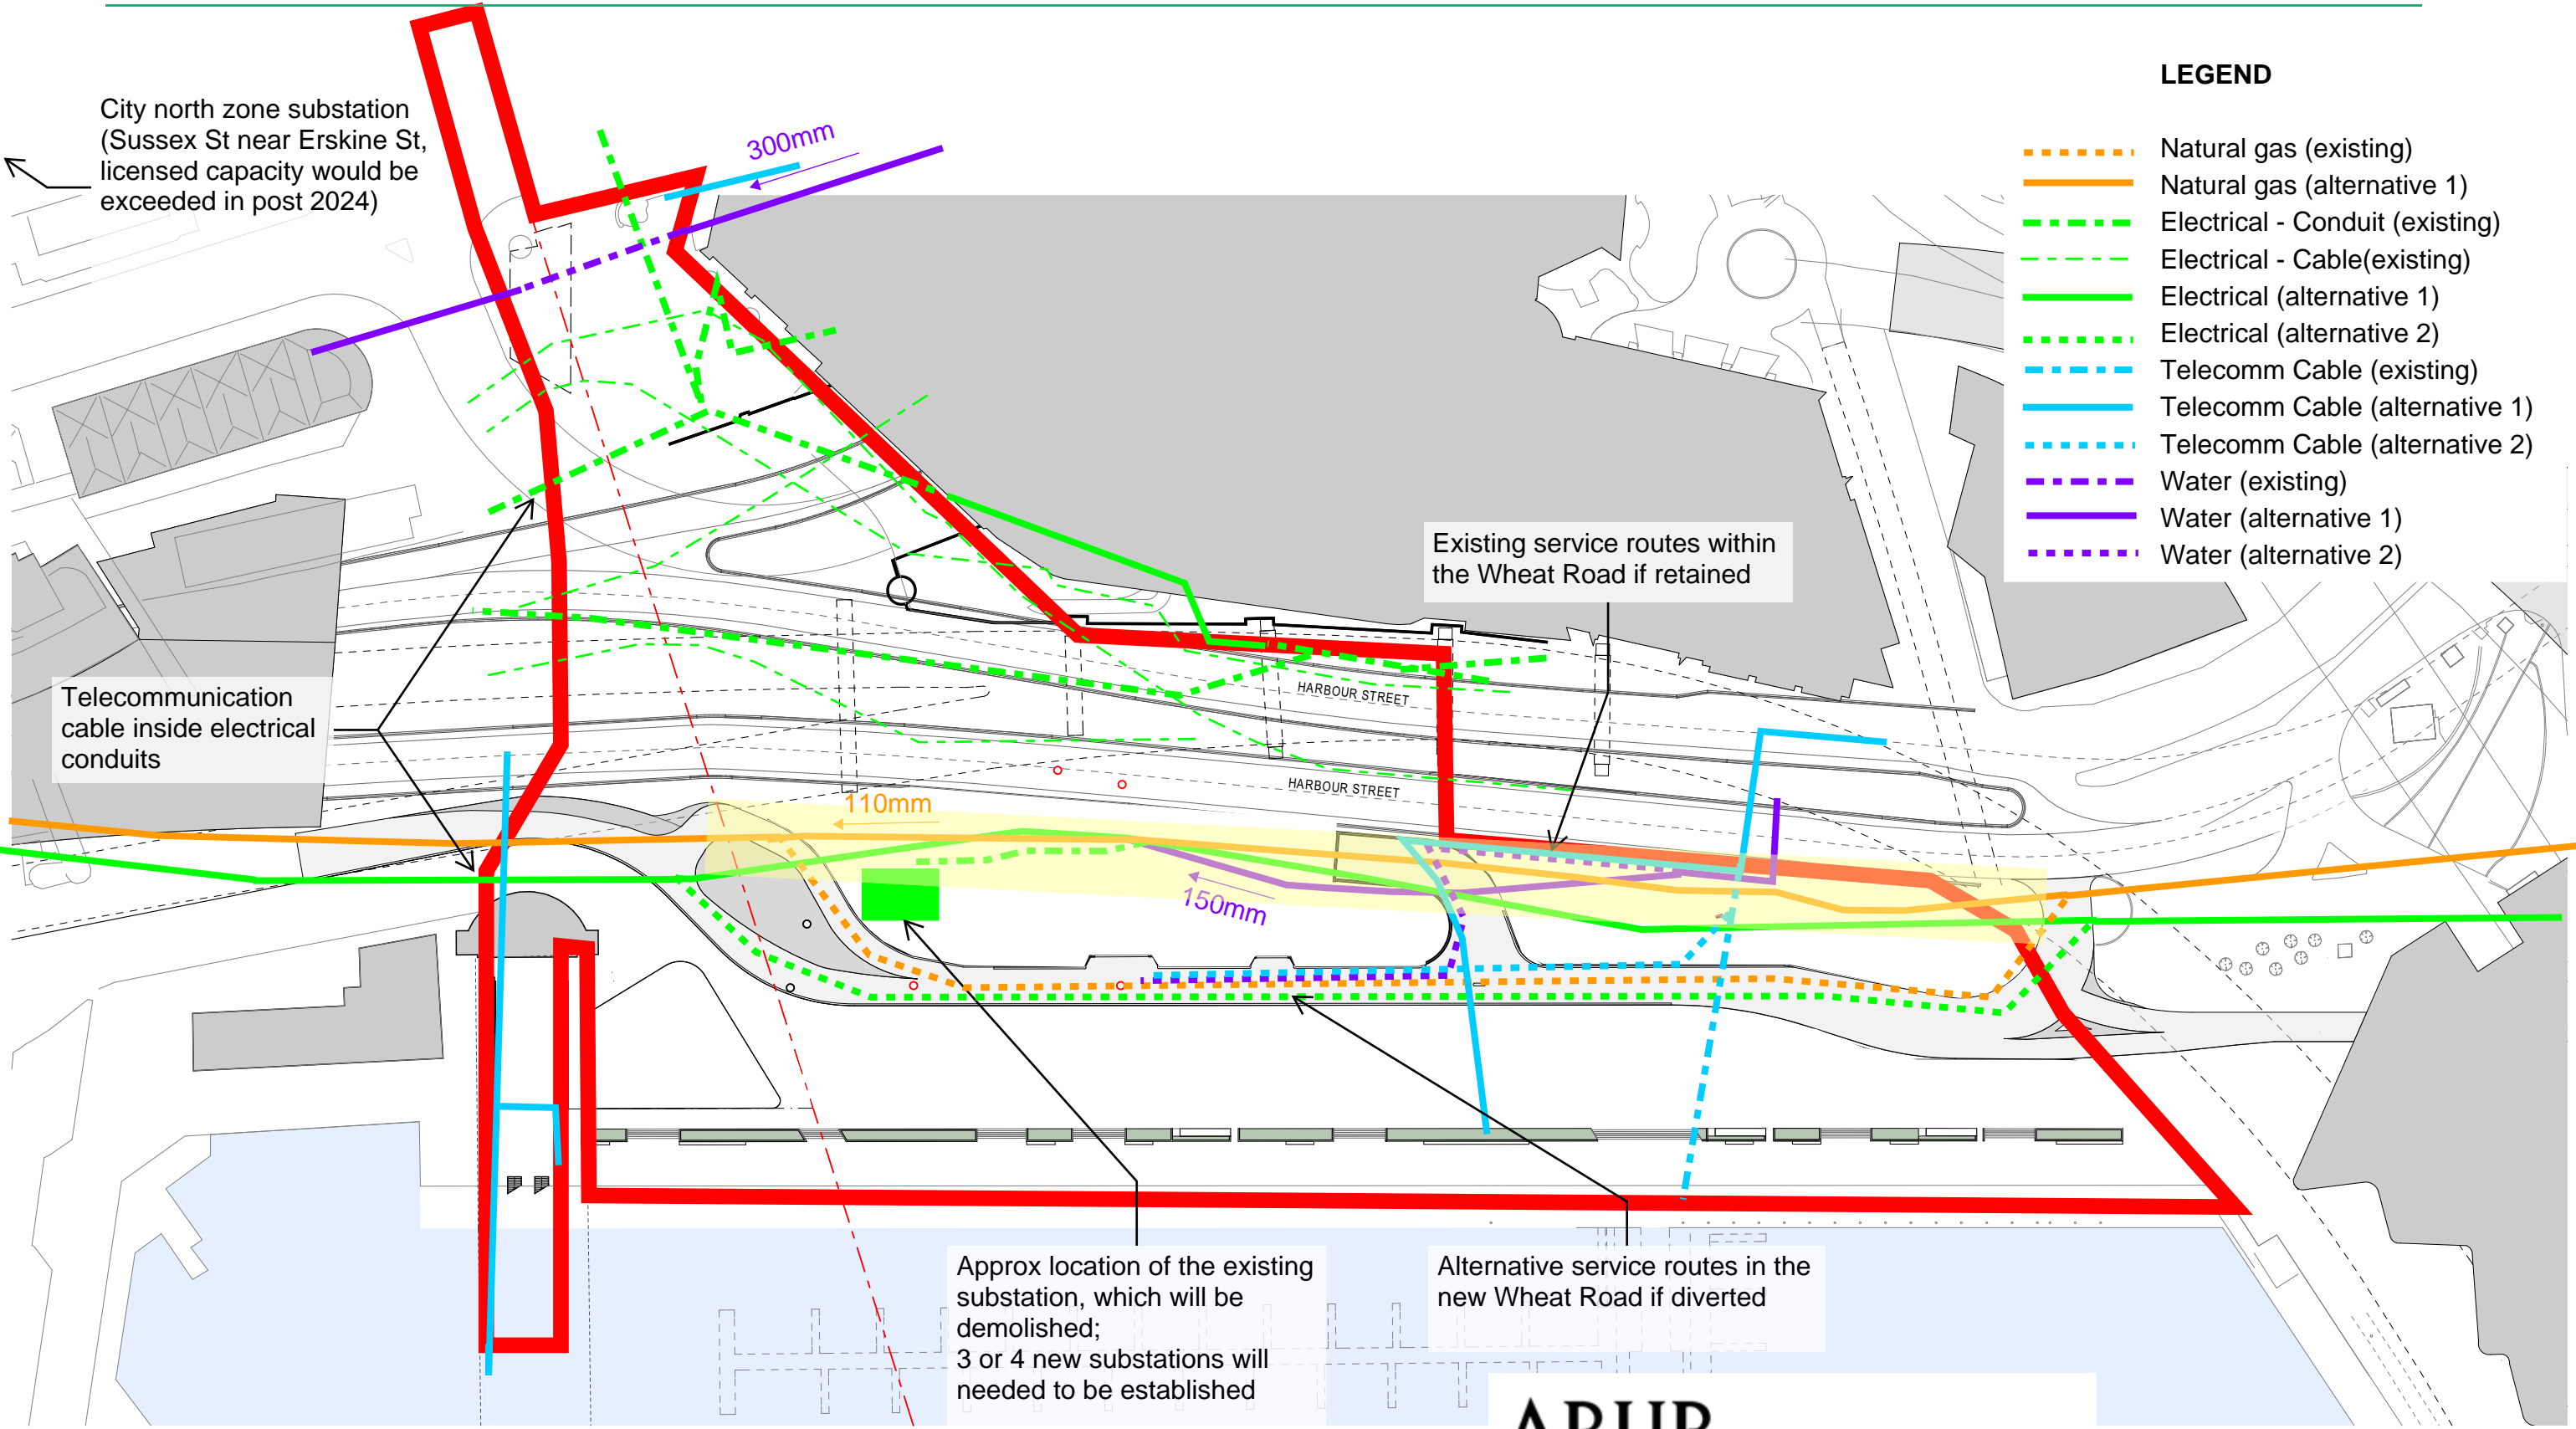 City north zone substation
(Sussex St near Erskine St,
licensed capacity would be
exceeded in post 2024)
300mm
LEGEND
Natural gas (existing)
Natural gas (alternative 1)
Electrical - Conduit (existing)
Electrical - Cable(existing)
Electrical (alternative 1)
Electrical (alternative 2)
Telecomm Cable (existing)
Telecomm Cable (alternative 1)
Telecomm Cable (alternative 2)
Water (existing)
Water (alternative 1)
Water (alternative 2)
Existing service routes within
the Wheat Road if retained
Telecommunication
cable inside electrical
conduits
HARBOUR STREET
HARBOUR STREET
110mm
150mm
Approx location of the existing
substation, which will be
demolished;
3 or 4 new substations will
needed to be established
Alternative service routes in the
new Wheat Road if diverted
ARUP